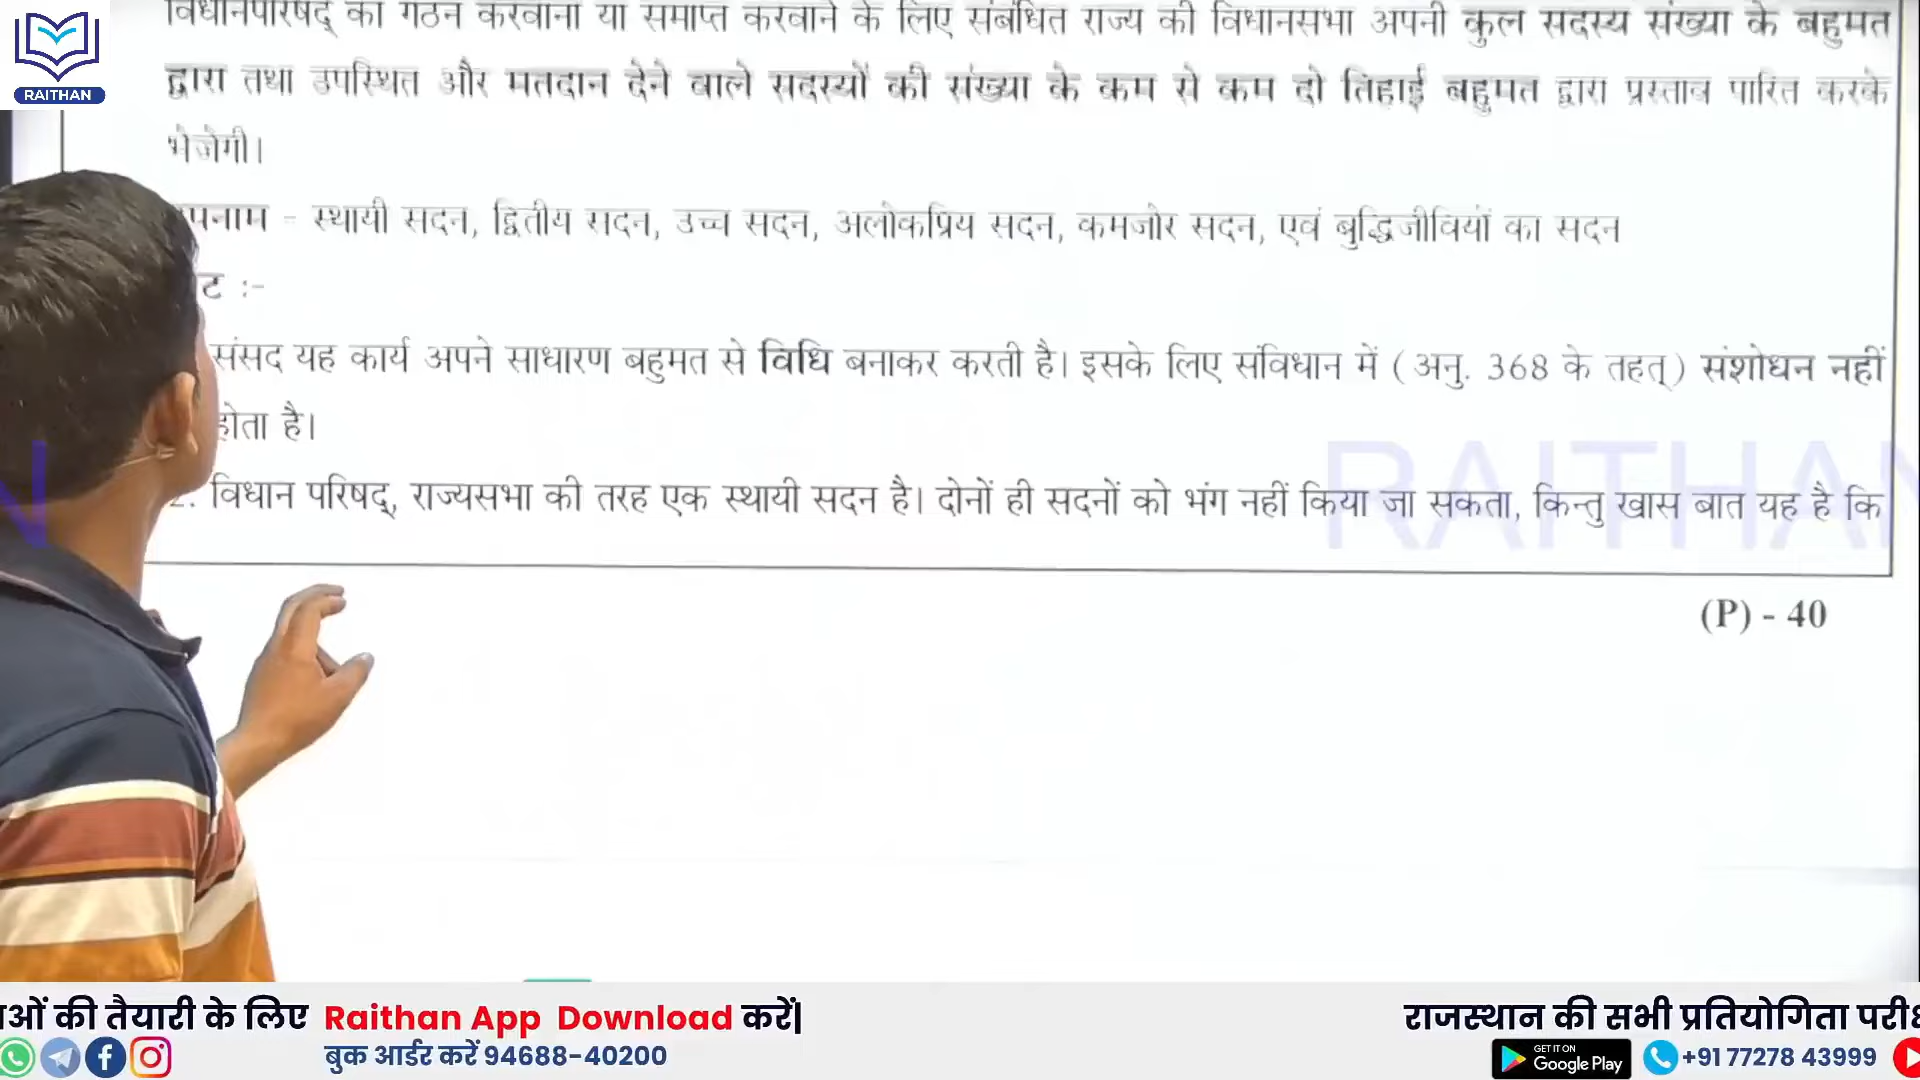 विधानपरिषद् का गठन करवाना या समाप्त करवाने के लिए संबंधित राज्य की विधानसभा अपनी कुल सदस्य संख्या के बहुमत
RAITHAN
द्वारा तथा उपस्थित और मतदान देने वाले सदस्यों की संख्या के कम से कम दो तिहाई बहुमत द्वारा प्रस्ताव पारित करके
भेजेगी।
पनाम - स्थायी सदन, द्वितीय सदन, उच्च सदन, अलोकप्रिय सदन, कमजोर सदन, एवं बुद्धिजीवियों का सदन
ट :-
संसद यह कार्य अपने साधारण बहुमत से विधि बनाकर करती है। इसके लिए संविधान में (अनु. 368 के तहत्) संशोधन नहीं
होता है।
2. विधान परिषद्, राज्यसभा की तरह एक स्थायी सदन है। दोनों ही सदनों को भंग नहीं किया जा सकता, किन्तु खास बात यह है कि
RAITHAN
(P) - 40
ाओं की तैयारी के लिए Raithan App Download करें|
राजस्थान की सभी प्रतियोगिता परीक्ष
बुक आर्डर करें 94688-40200
GET IT ON
Google Play
+91 77278 43999